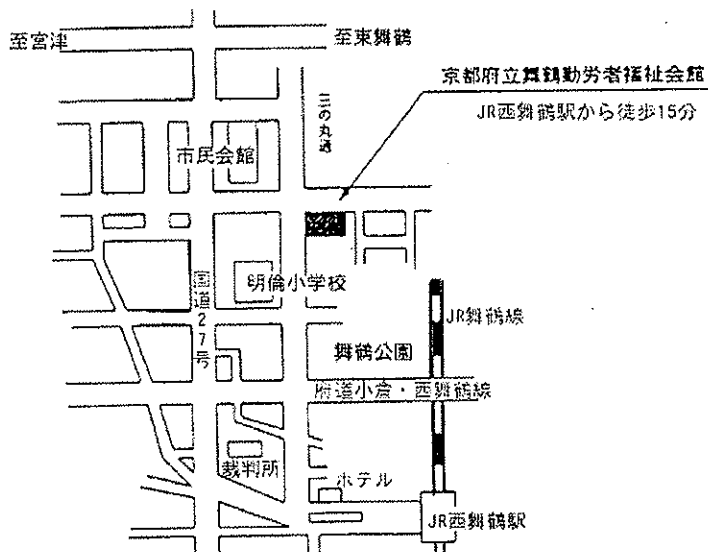 至宮津
至東舞鶴
京都府立舞鶴勤労者福祉会館
JR西舞鶴駅から徒歩15分
三の丸通
市民会館
国道27号
明倫小学校
JR舞鶴線
舞鶴公園
府道小倉・西舞鶴線
裁判所
ホテル
JR西舞鶴駅